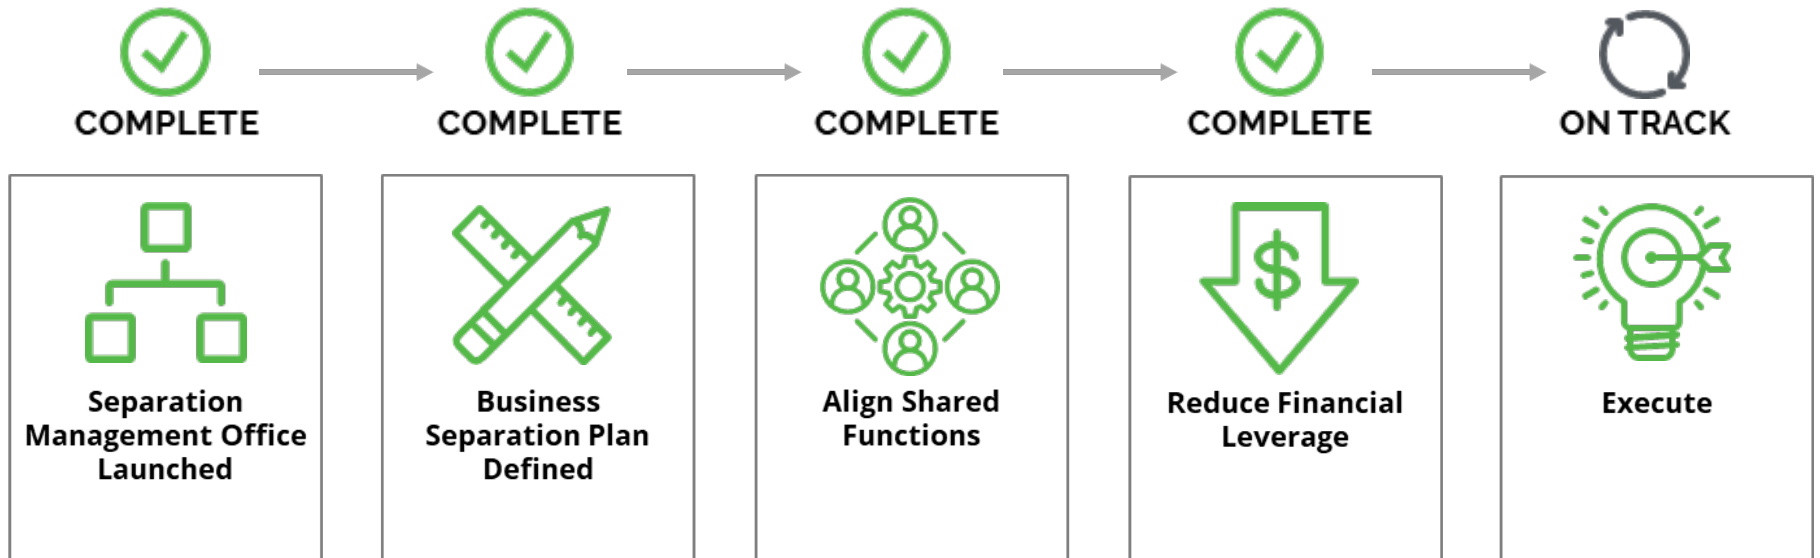 COMPLETE
COMPLETE
COMPLETE
COMPLETE
ON TRACK
Separation
Management Office
Launched
Business
Separation Plan
Defined
Align Shared
Functions
$
Reduce Financial
Leverage
Execute